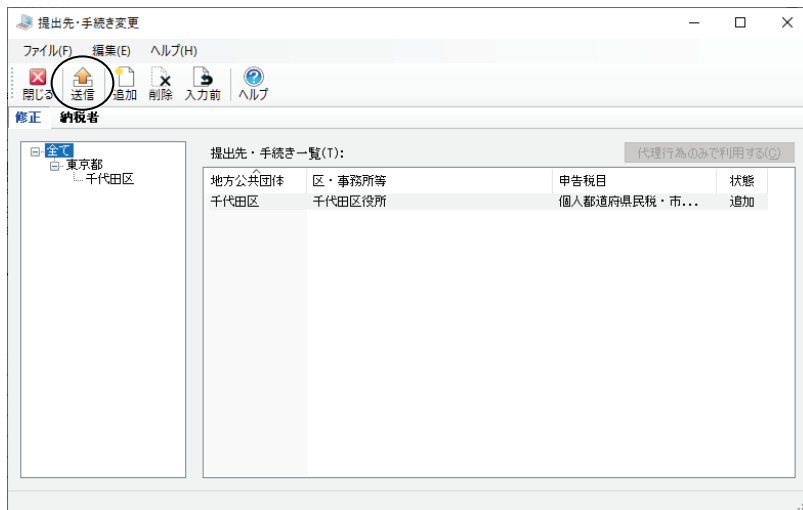 提出先・手続き変更
ファイル(F) 編集(E) ヘルプ(H)
閉じる 送信 追加 削除 入力前 ヘルプ
修正 納税者
全て
東京都
千代田区
提出先・手続き一覧(T): 代理行為のみで利用する(C)
地方公共団体 区・事務所等 申告税目 状態
千代田区 千代田区役所 個人都道府県民税・市... 追加